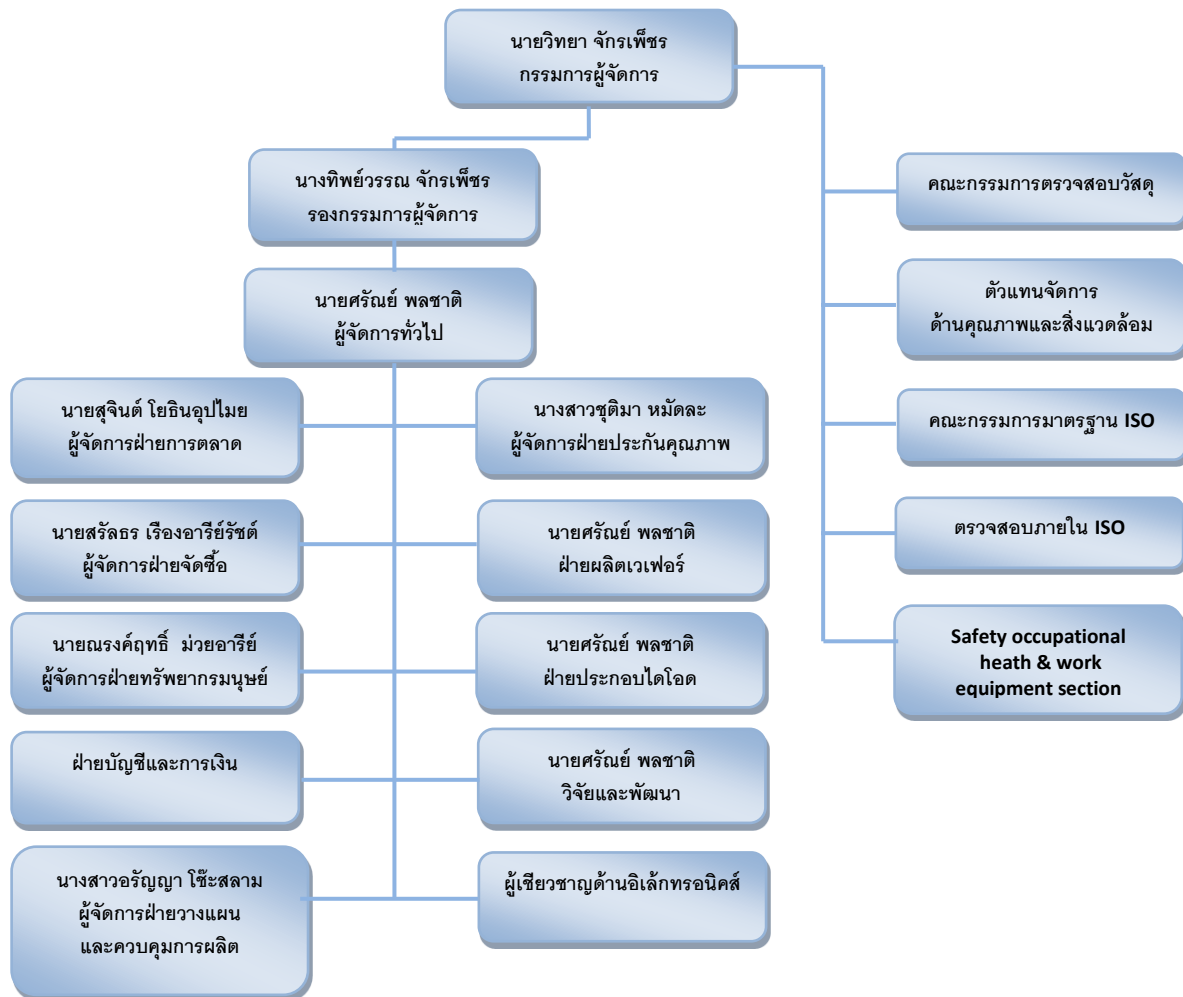 นายวิทยา จักรเพ็ชร
กรรมการผู้จัดการ
นางทิพย์วรรณ จักรเพ็ชร
รองกรรมการผู้จัดการ
นายศรัณย์ พลชาติ
ผู้จัดการทั่วไป
นายสุจินต์ โยธินอุปไมย
ผู้จัดการฝ่ายการตลาด
นางสาวชุติมา หมัดละ
ผู้จัดการฝ่ายประกันคุณภาพ
นายสรัลธร เรืองอารีย์รัชต์
ผู้จัดการฝ่ายจัดซื้อ
นายศรัณย์ พลชาติ
ฝ่ายผลิตเวเฟอร์
นายณรงค์ฤทธิ์ ม่วยอารีย์
ผู้จัดการฝ่ายทรัพยากรมนุษย์
นายศรัณย์ พลชาติ
ฝ่ายประกอบไดโอด
ฝ่ายบัญชีและการเงิน
นายศรัณย์ พลชาติ
วิจัยและพัฒนา
นางสาวอรัญญา โช๊ะสลาม
ผู้จัดการฝ่ายวางแผน
และควบคุมการผลิต
ผู้เชียวชาญด้านอิเล้กทรอนิคส์
คณะกรรมการตรวจสอบวัสดุ
ตัวแทนจัดการ
ด้านคุณภาพและสิ่งแวดล้อม
คณะกรรมการมาตรฐาน ISO
ตรวจสอบภายใน ISO
Safety occupational
heath & work
equipment section